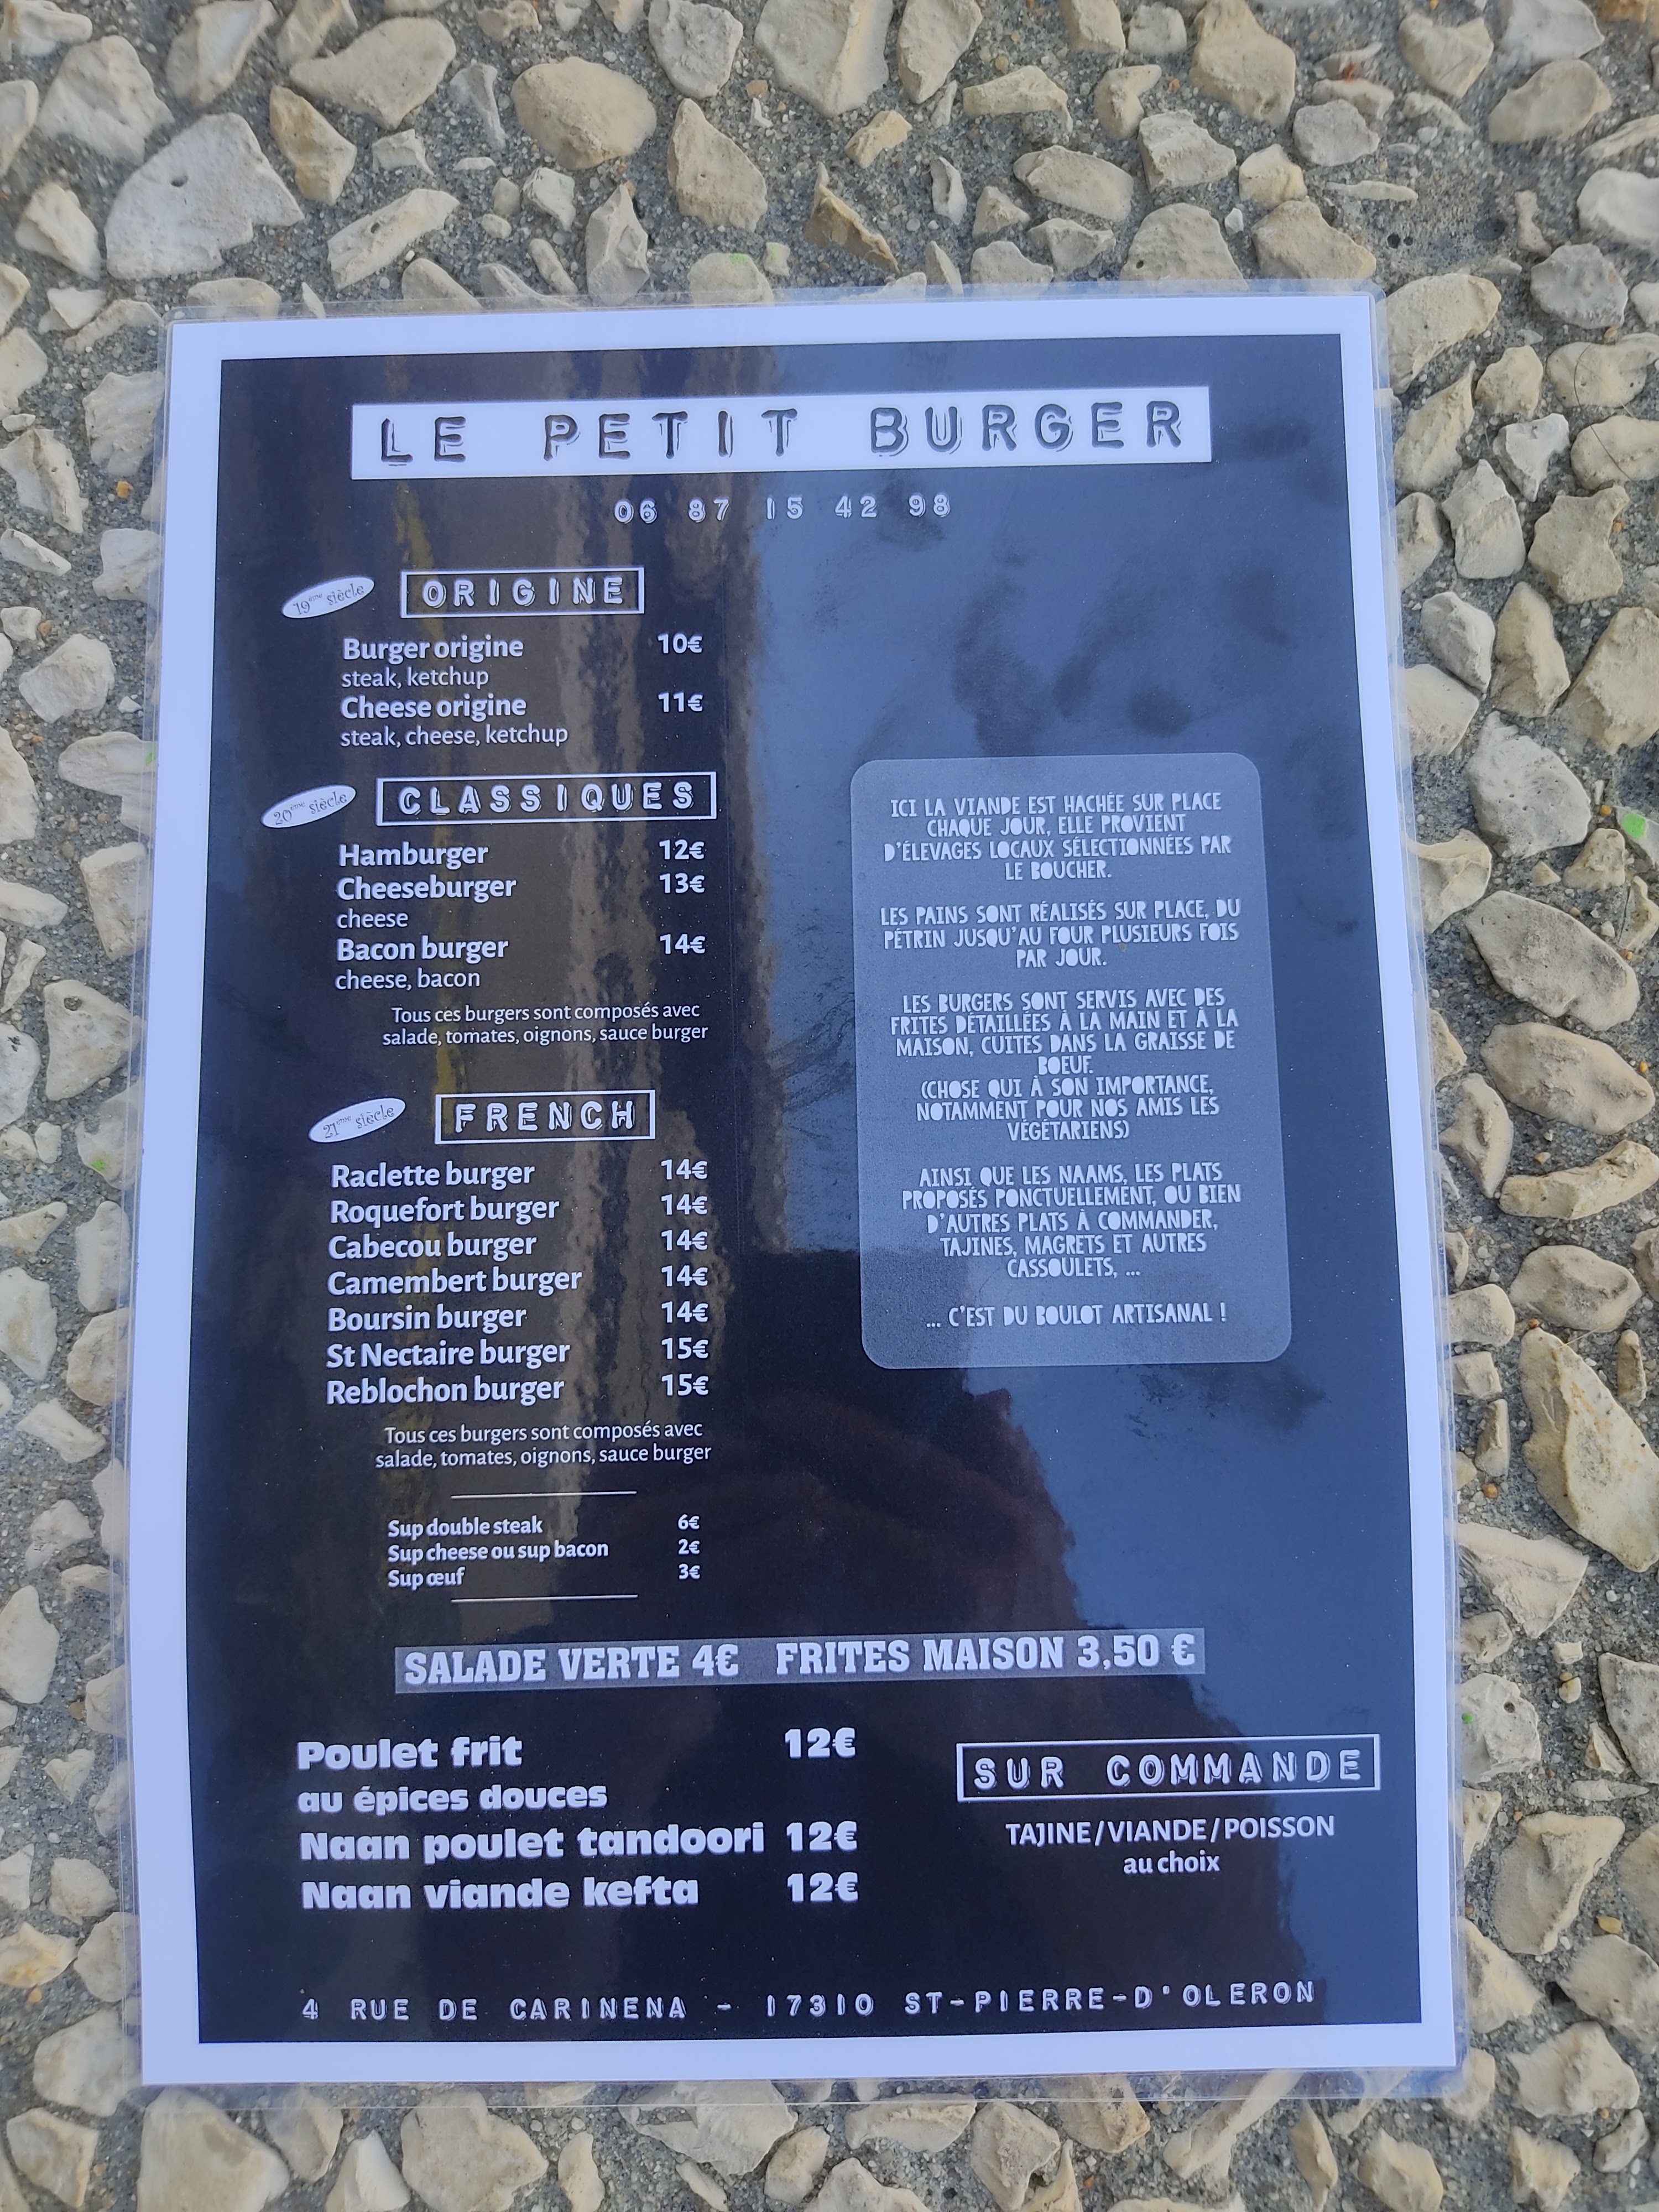 LE PETIT BURGER
06 87 15 42 98
19ème siècle
ORIGINE
Burger origine 10€
steak, ketchup
Cheese origine 11€
steak, cheese, ketchup
20ème siècle
CLASSIQUES
Hamburger 12€
Cheeseburger 13€
cheese
Bacon burger 14€
cheese, bacon
Tous ces burgers sont composés avec
salade, tomates, oignons, sauce burger
21ème siècle
FRENCH
Raclette burger 14€
Roquefort burger 14€
Cabecou burger 14€
Camembert burger 14€
Boursin burger 14€
St Nectaire burger 15€
Reblochon burger 15€
Tous ces burgers sont composés avec
salade, tomates, oignons, sauce burger
Sup double steak 6€
Sup cheese ou sup bacon 2€
Sup œuf 3€
ICI LA VIANDE EST HACHÉE SUR PLACE
CHAQUE JOUR, ELLE PROVIENT
D'ÉLEVAGES LOCAUX SÉLECTIONNÉES PAR
LE BOUCHER.
LES PAINS SONT RÉALISÉS SUR PLACE, DU
PÉTRIN JUSQU'AU FOUR PLUSIEURS FOIS
PAR JOUR.
LES BURGERS SONT SERVIS AVEC DES
FRITES DÉTAILLÉES À LA MAIN ET À LA
MAISON, CUITES DANS LA GRAISSE DE
BOEUF.
(CHOSE QUI À SON IMPORTANCE,
NOTAMMENT POUR NOS AMIS LES
VÉGÉTARIENS)
AINSI QUE LES NAAMS, LES PLATS
PROPOSÉS PONCTUELLEMENT, OU BIEN
D'AUTRES PLATS À COMMANDER,
TAJINES, MAGRETS ET AUTRES
CASSOULETS, ...
... C'EST DU BOULOT ARTISANAL !
SALADE VERTE 4€ FRITES MAISON 3,50 €
Poulet frit 12€
au épices douces
Naan poulet tandoori 12€
Naan viande kefta 12€
SUR COMMANDE
TAJINE/VIANDE/POISSON
au choix
4 RUE DE CARINENA - 17310 ST-PIERRE-D'OLERON